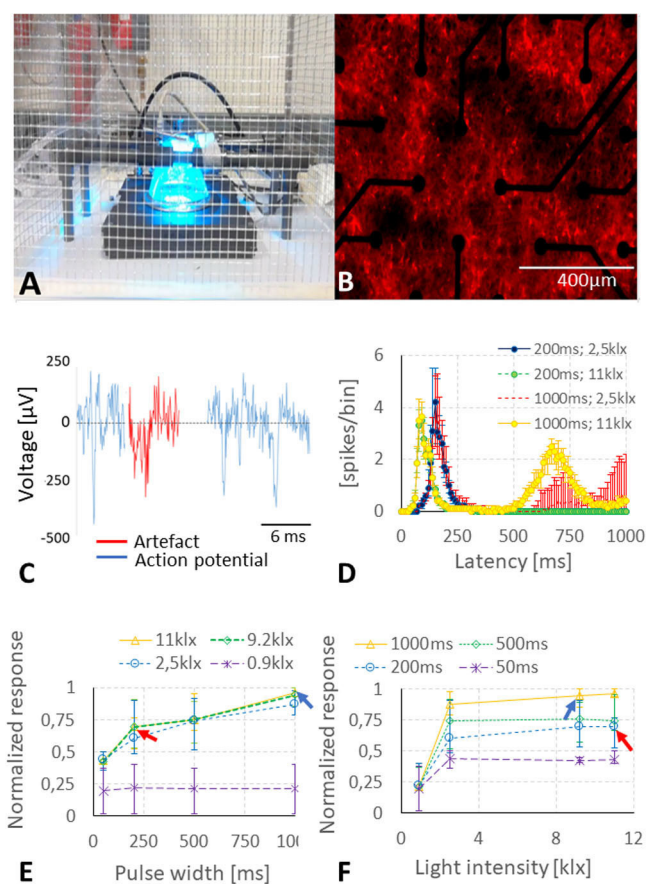 A
B
400µm
250
0
250
-500
Voltage [µV]
6 ms
Artefact
Action potential
C
200ms; 2,5klx
200ms; 11klx
1000ms; 2,5klx
1000ms; 11klx
6
4
2
0
[spikes/bin]
0 250 500 750 1000
Latency [ms]
D
11klx 9.2klx
2,5klx 0.9klx
Normalized response
1
0,75
0,5
0,25
0
0 250 500 750 100
Pulse width [ms]
E
1000ms 500ms
200ms 50ms
Normalized response
1
0,75
0,5
0,25
0
0 4 8 12
Light intensity [klx]
F